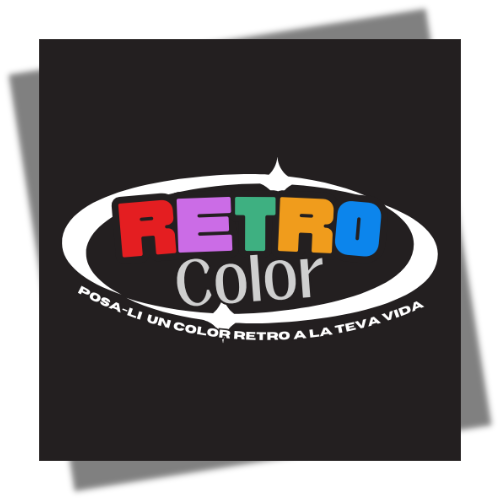 RETRO
Color
POSA-LI UN COLOR RETRO A LA TEVA VIDA